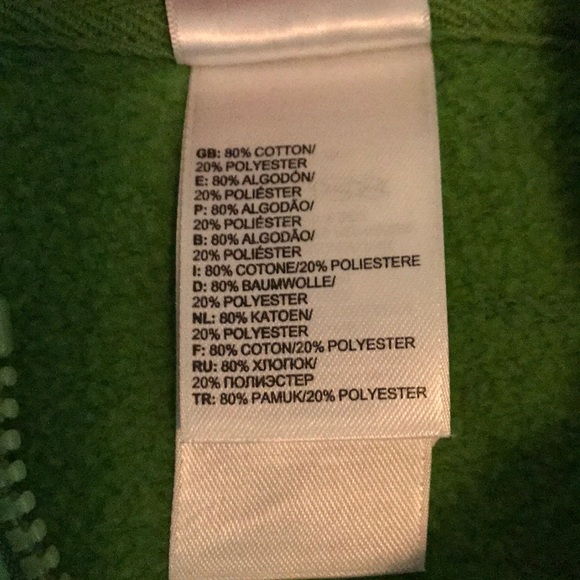 GB: 80% COTTON/
20% POLYESTER
E: 80% ALGODÓN/
20% POLIÉSTER
P: 80% ALGODÃO/
20% POLIÉSTER
B: 80% ALGODÃO/
20% POLIÉSTER
I: 80% COTONE/20% POLIESTERE
D: 80% BAUMWOLLE/
20% POLYESTER
NL: 80% KATOEN/
20% POLYESTER
F: 80% COTON/20% POLYESTER
RU: 80% ХЛОПОК/
20% ПОЛИЭСТЕР
TR: 80% PAMUK/20% POLYESTER